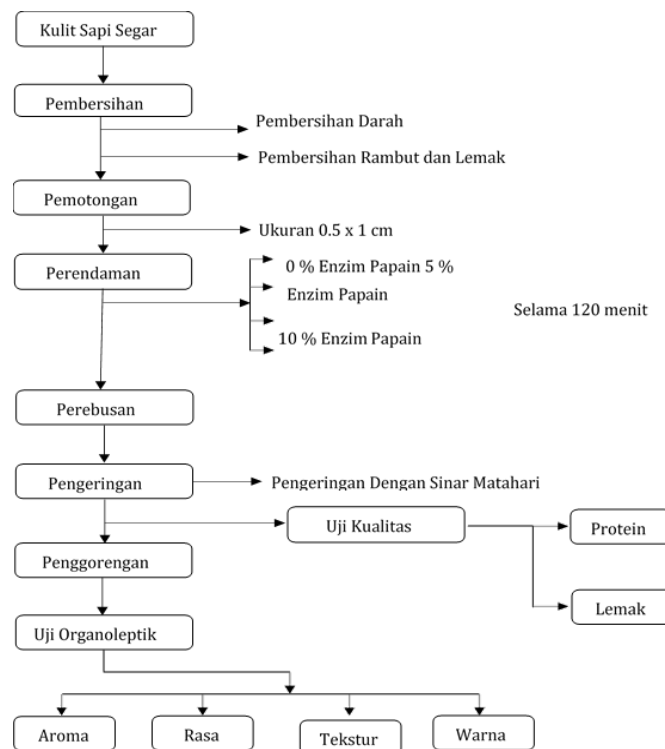 Kulit Sapi Segar
Pembersihan
Pembersihan Darah
Pembersihan Rambut dan Lemak
Pemotongan
Ukuran 0.5 x 1 cm
Perendaman
0 % Enzim Papain 5 %
Enzim Papain
Selama 120 menit
10 % Enzim Papain
Perebusan
Pengeringan
Pengeringan Dengan Sinar Matahari
Uji Kualitas
Protein
Penggorengan
Lemak
Uji Organoleptik
Aroma
Rasa
Tekstur
Warna